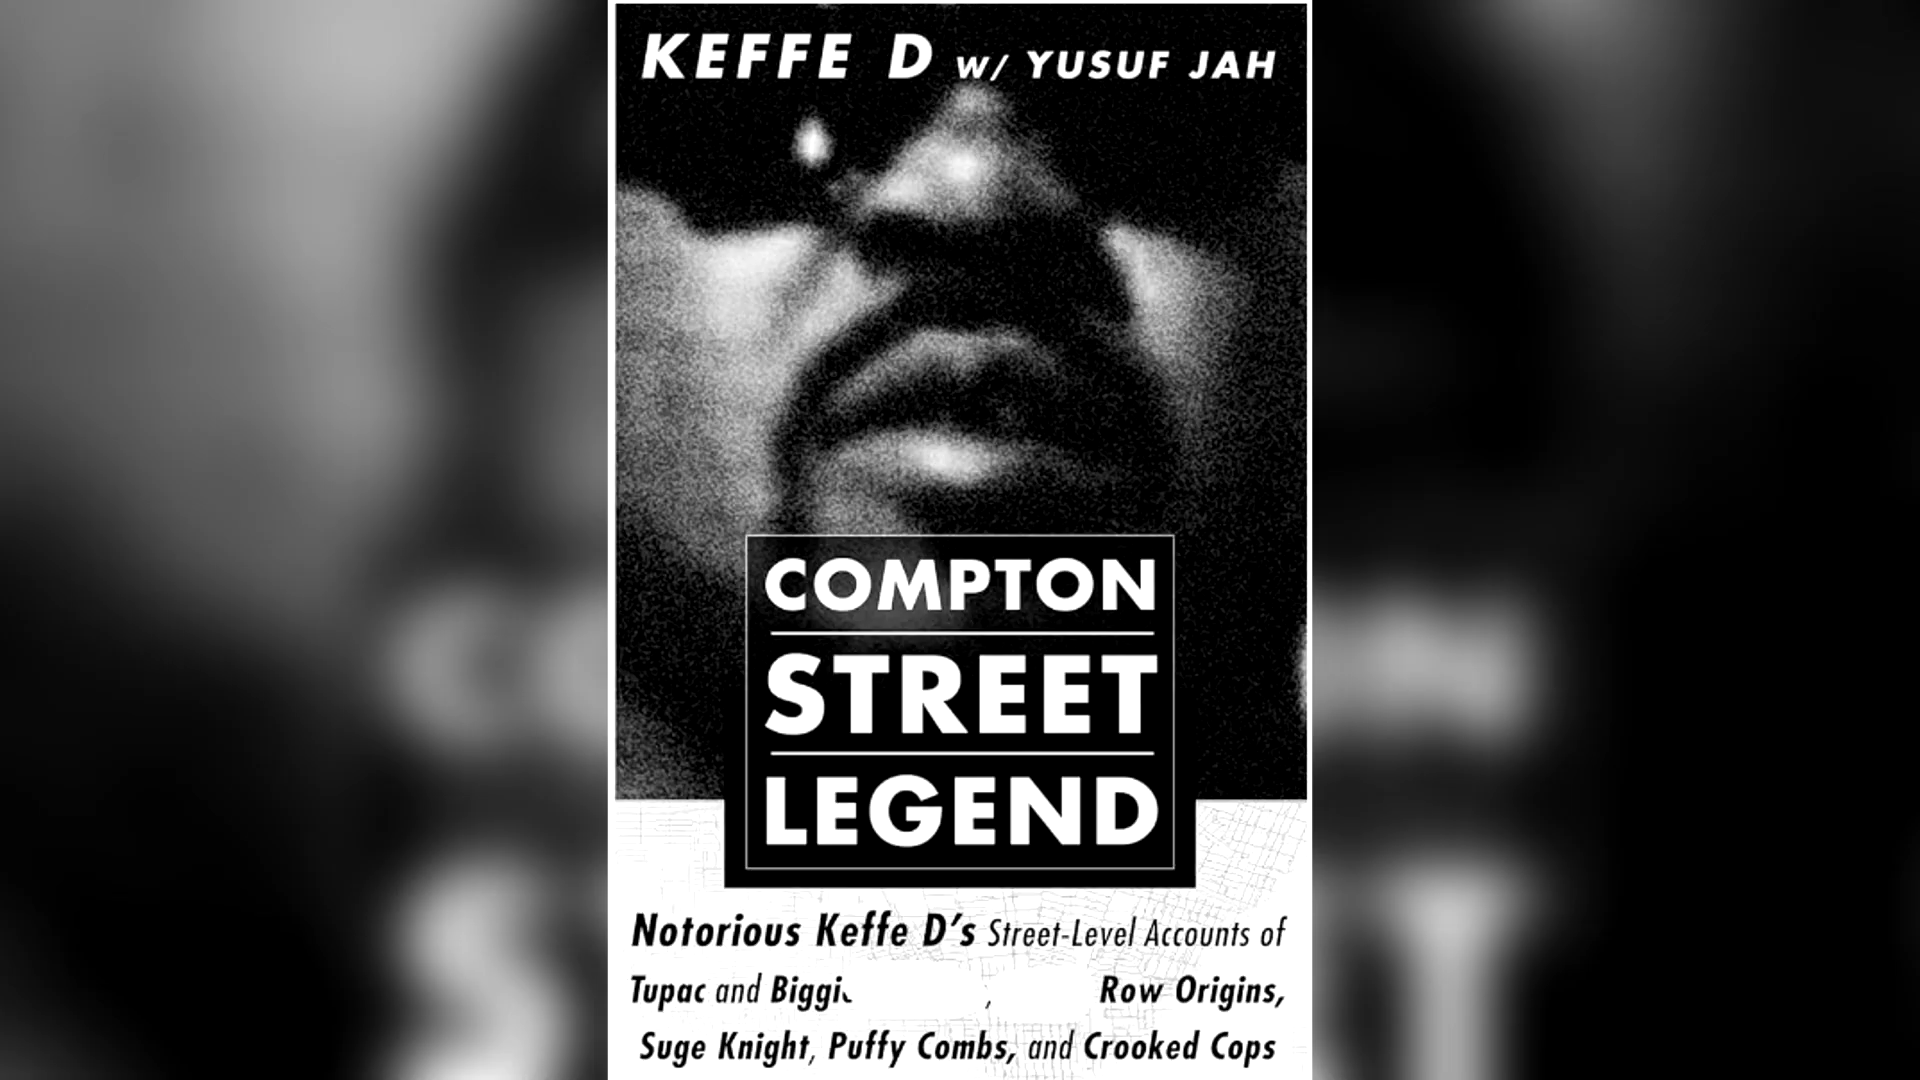 KEFFE D w/ YUSUF JAH
COMPTON
STREET
LEGEND
Notorious Keffe D's Street-Level Accounts of
Tupac and Biggi , Row Origins,
Suge Knight, Puffy Combs, and Crooked Cops